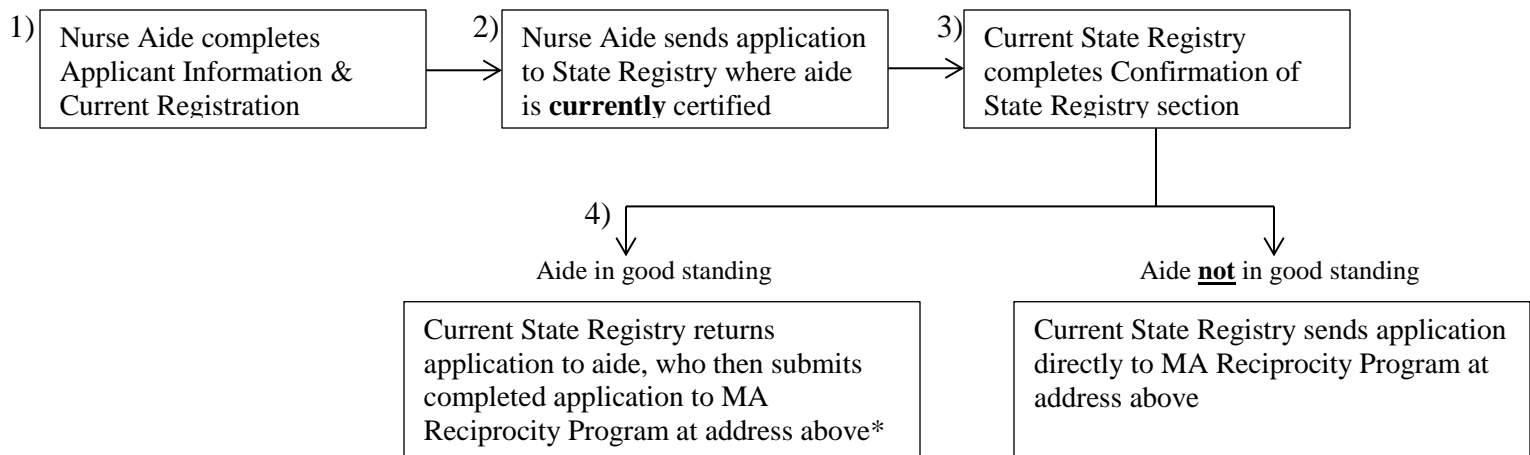 1)
Nurse Aide completes
Applicant Information &
Current Registration
2)
Nurse Aide sends application
to State Registry where aide
is currently certified
3)
Current State Registry
completes Confirmation of
State Registry section
4)
Aide in good standing
Current State Registry returns
application to aide, who then submits
completed application to MA
Reciprocity Program at address above*
Aide not in good standing
Current State Registry sends application
directly to MA Reciprocity Program at
address above